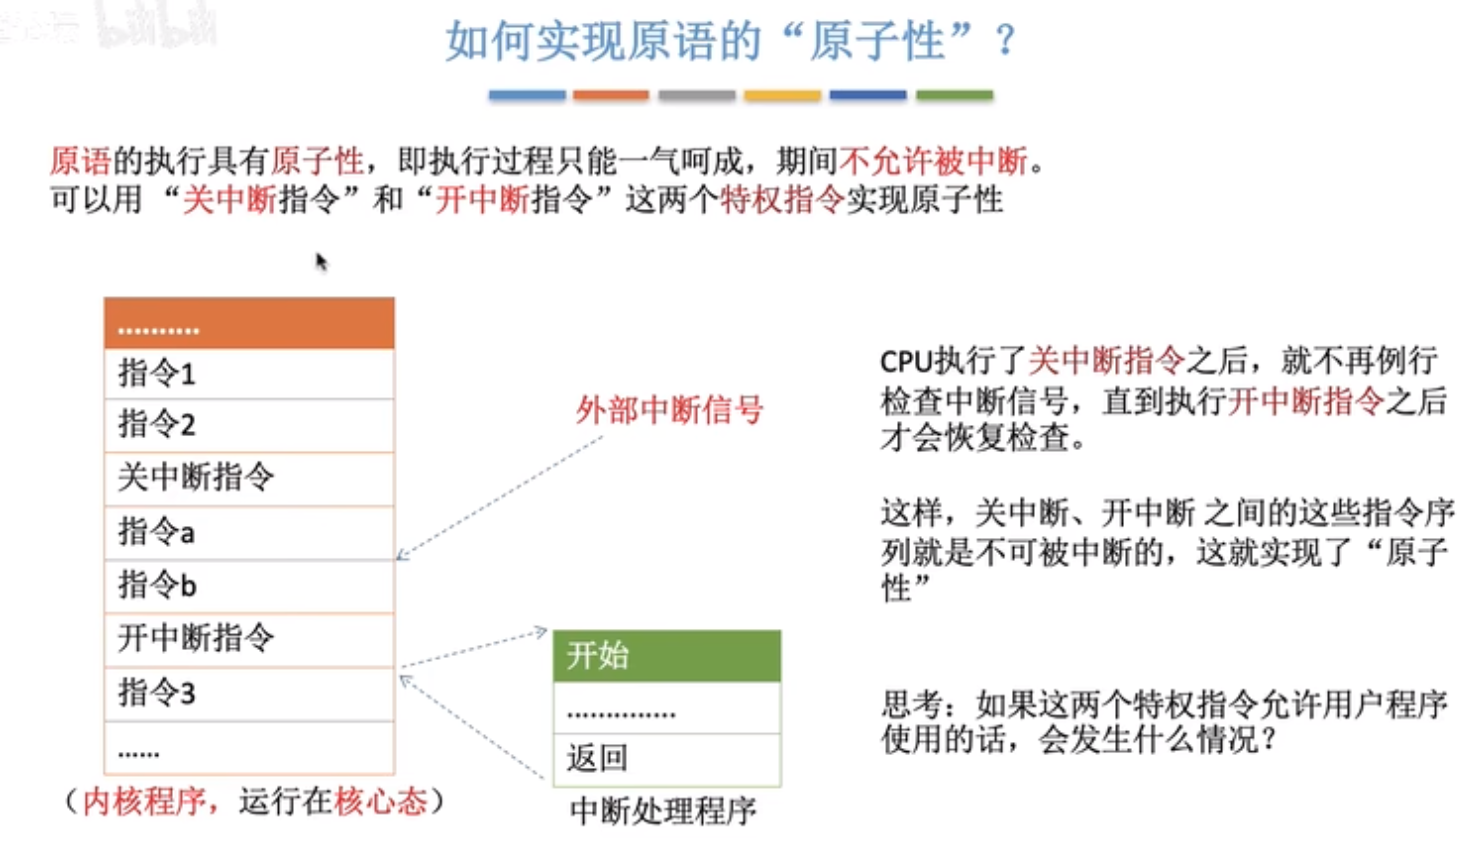 bilibili
如何实现原语的“原子性”？
原语的执行具有原子性，即执行过程只能一气呵成，期间不允许被中断。
可以用 “关中断指令”和“开中断指令”这两个特权指令实现原子性
..........
指令1
指令2
关中断指令
指令a
指令b
开中断指令
指令3
......
（内核程序，运行在核心态）
外部中断信号
开始
..............
返回
中断处理程序
CPU执行了关中断指令之后，就不再例行
检查中断信号，直到执行开中断指令之后
才会恢复检查。
这样，关中断、开中断 之间的这些指令序
列就是不可被中断的，这就实现了“原子
性”
思考：如果这两个特权指令允许用户程序
使用的话，会发生什么情况？